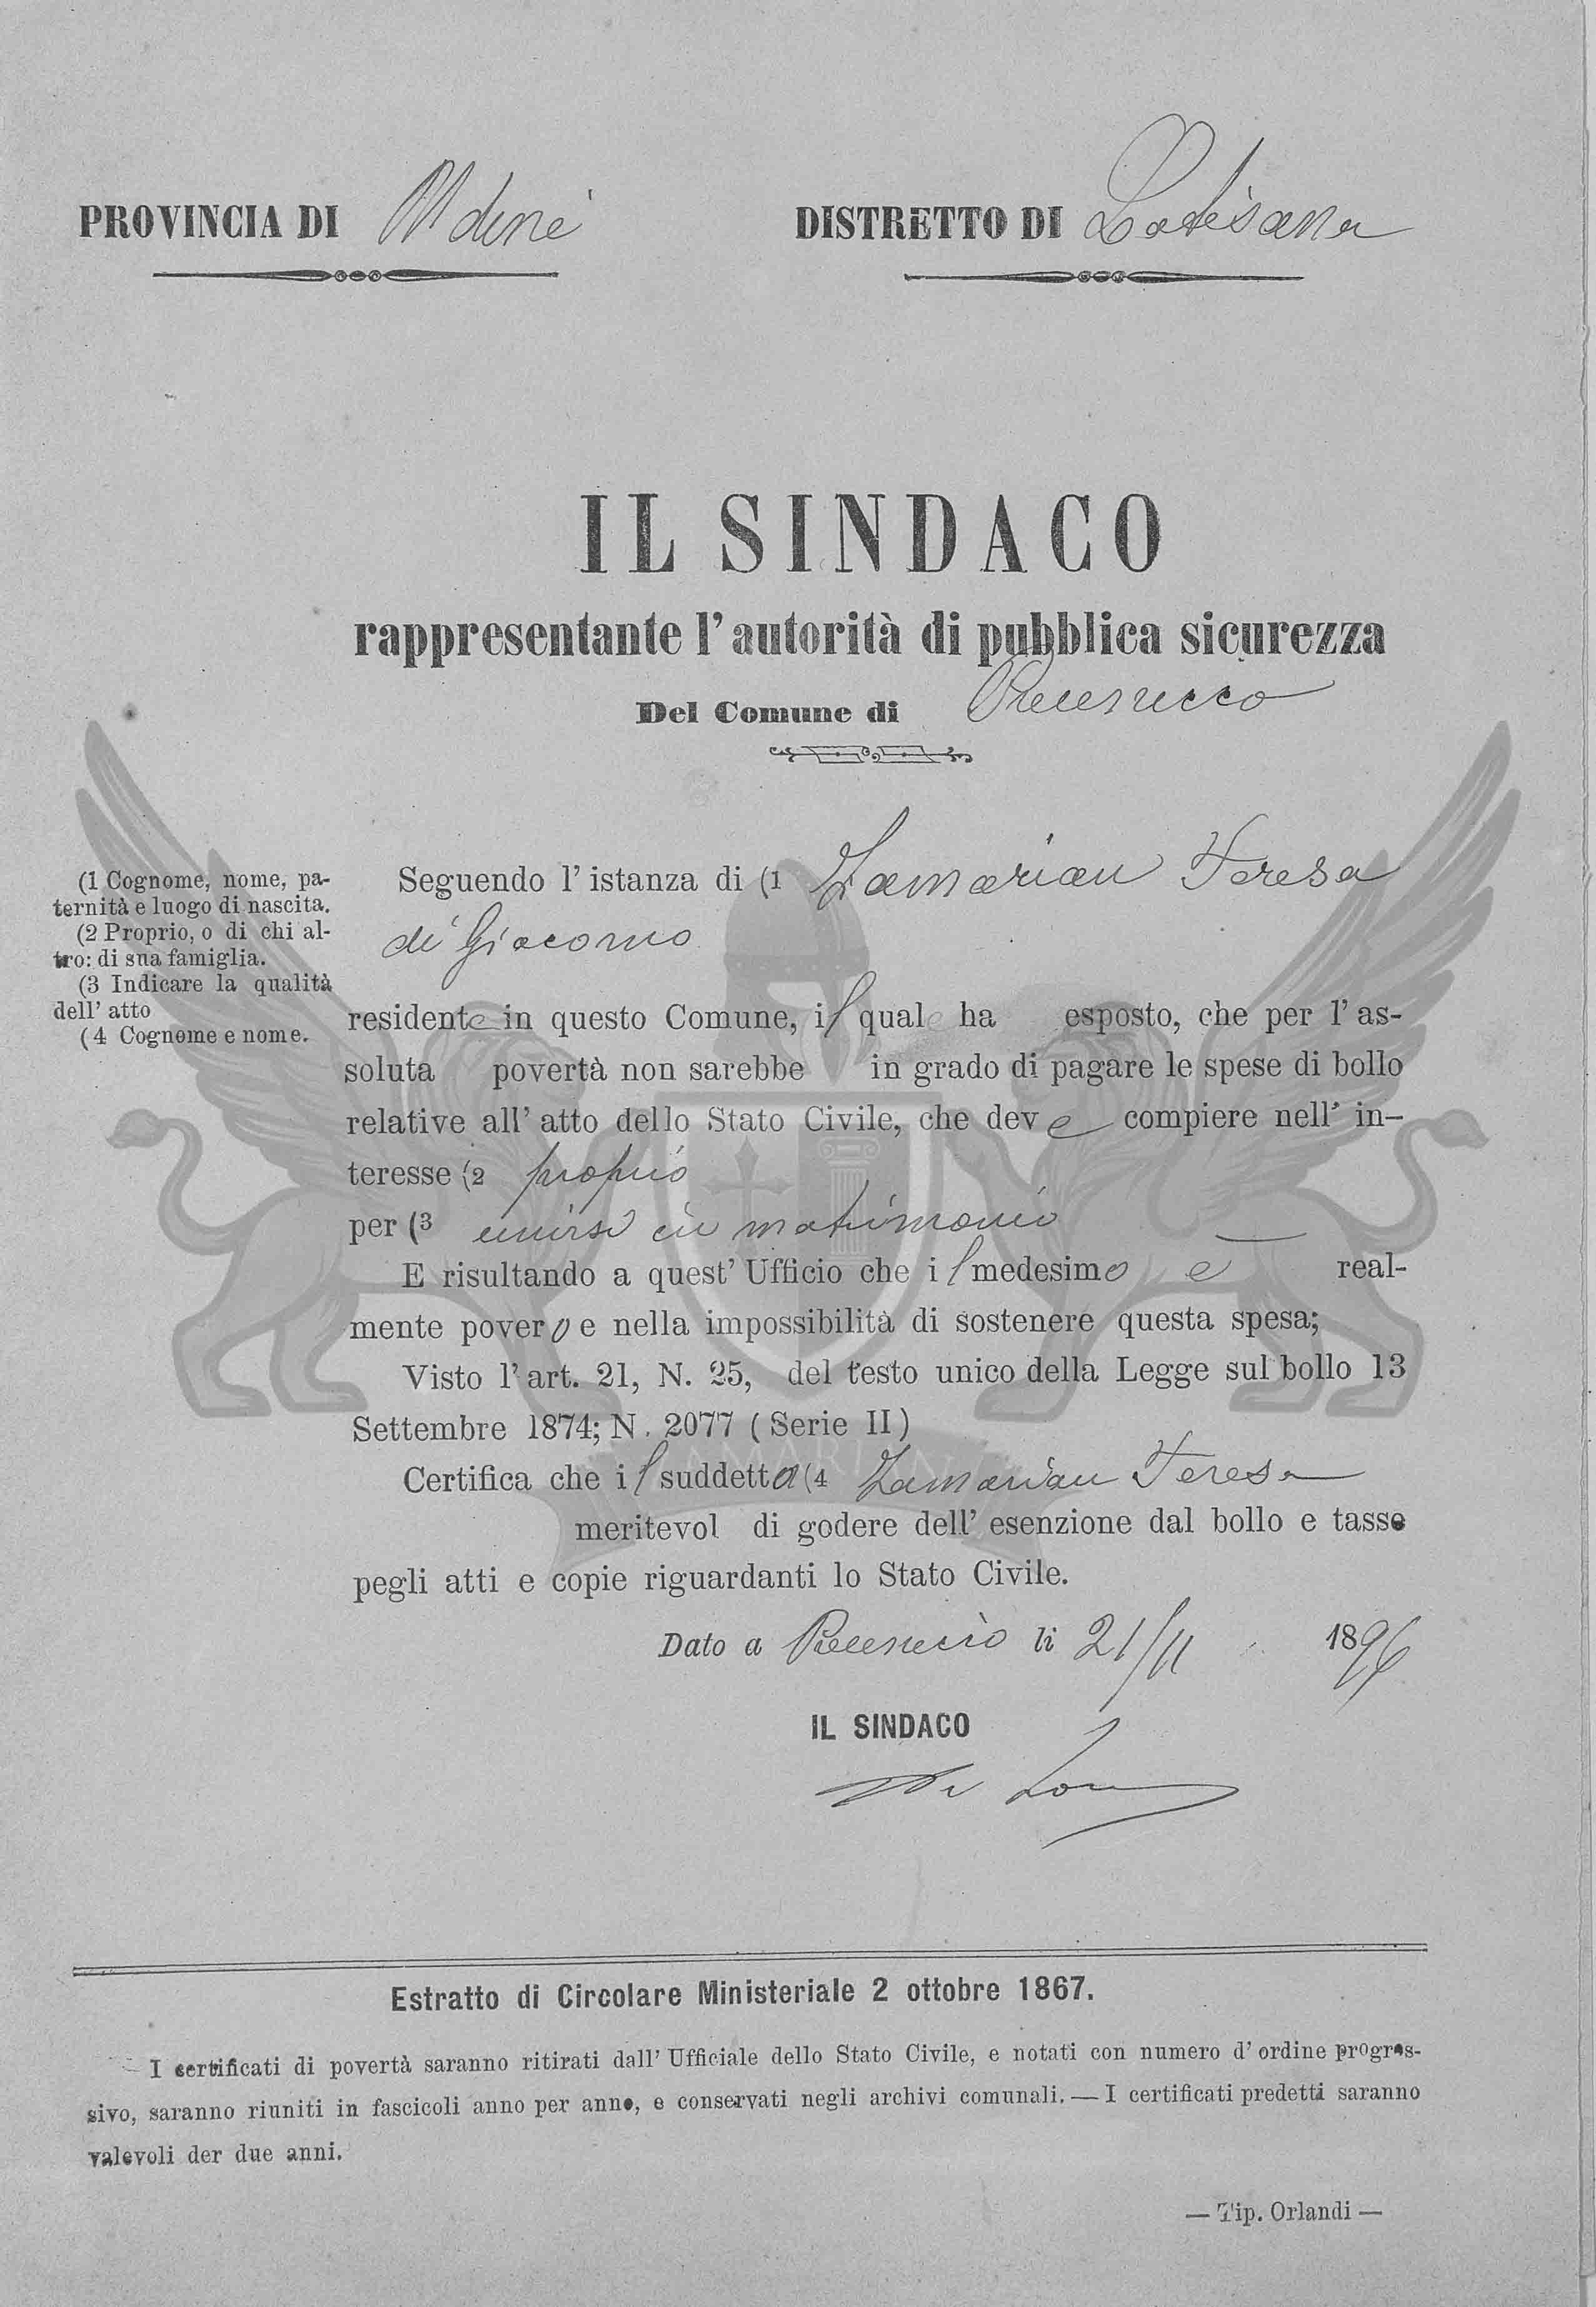 PROVINCIA DI Udine
DISTRETTO DI Latisana
IL SINDACO
rappresentante l' autorità di pubblica sicurezza
Del Comune di Precenicco
(1 Cognome, nome, pa-
ternità e luogo di nascita.
(2 Proprio, o di chi al-
tro: di sua famiglia.
(3 Indicare la qualità
dell' atto
(4 Cognome e nome.
Seguendo l' istanza di (1 Zamarian Teresa
di Giacomo
residente in questo Comune, il quale ha esposto, che per l' as-
soluta povertà non sarebbe in grado di pagare le spese di bollo
relative all' atto dello Stato Civile, che deve compiere nell' in-
teresse (2 proprio
per (3 unirsi in matrimonio
E risultando a quest' Ufficio che il medesimo è real-
mente povero e nella impossibilità di sostenere questa spesa;
Visto l' art. 21, N. 25, del testo unico della Legge sul bollo 13
Settembre 1874; N. 2077 (Serie II)
Certifica che il suddetta (4 Zamarian Teresa
meritevol di godere dell' esenzione dal bollo e tasse
pegli atti e copie riguardanti lo Stato Civile.
Dato a Precenicco li 21/11 1896
IL SINDACO
Estratto di Circolare Ministeriale 2 ottobre 1867.
I certificati di povertà saranno ritirati dall' Ufficiale dello Stato Civile, e notati con numero d' ordine progres-
sivo, saranno riuniti in fascicoli anno per anno, e conservati negli archivi comunali. — I certificati predetti saranno
valevoli der due anni.
— Tip. Orlandi —